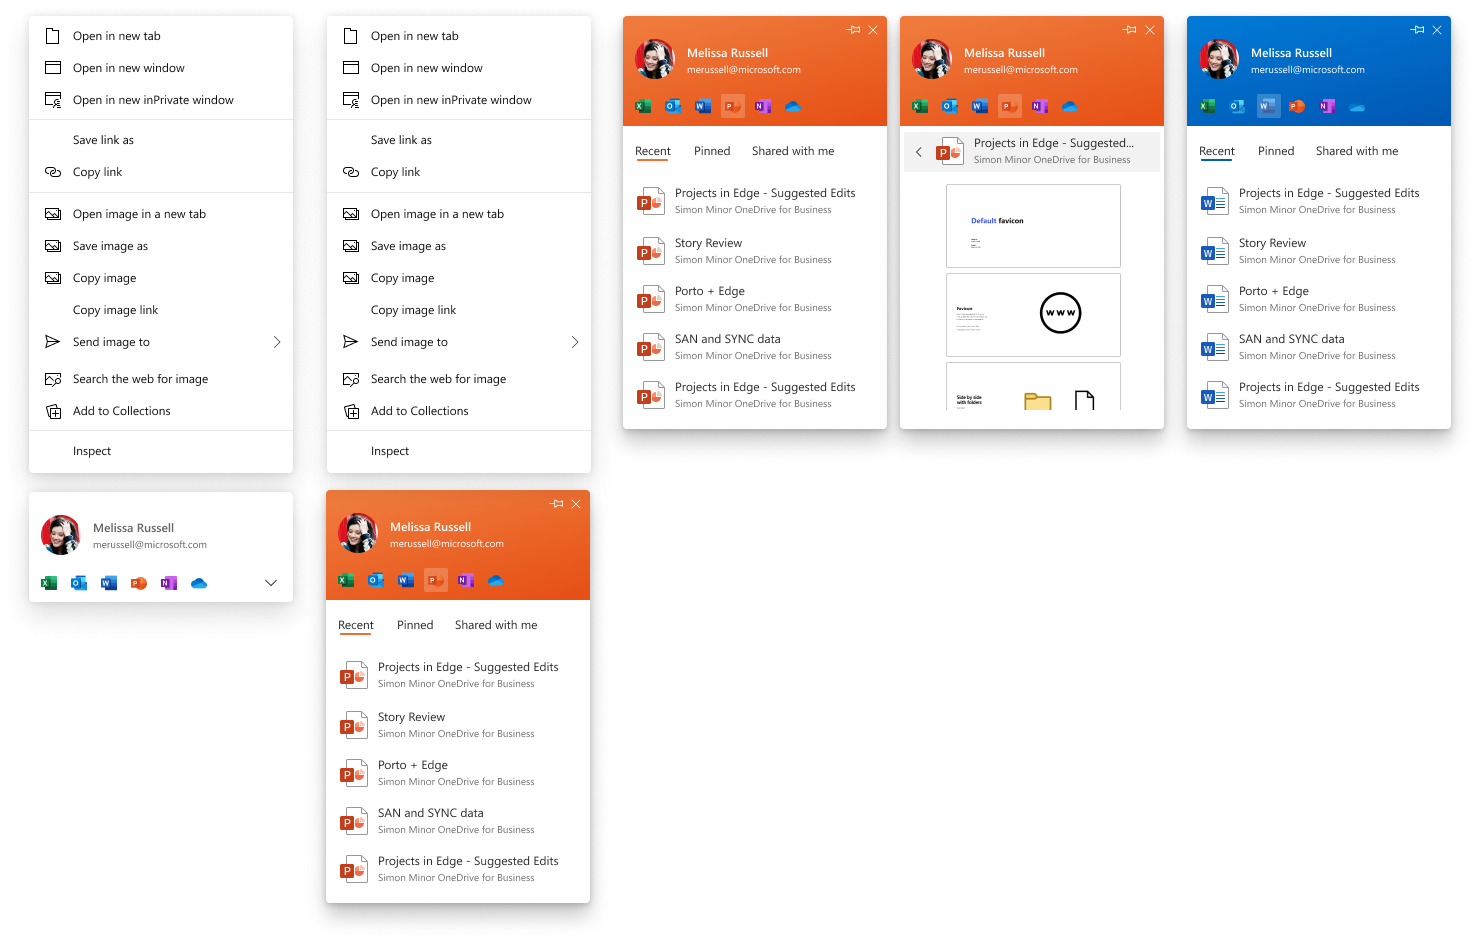 Open in new tab
Open in new window
Open in new inPrivate window
Save link as
Copy link
Open image in a new tab
Save image as
Copy image
Copy image link
Send image to
Search the web for image
Add to Collections
Inspect
Melissa Russell
merussell@microsoft.com
Open in new tab
Open in new window
Open in new inPrivate window
Save link as
Copy link
Open image in a new tab
Save image as
Copy image
Copy image link
Send image to
Search the web for image
Add to Collections
Inspect
Melissa Russell
merussell@microsoft.com
Recent Pinned Shared with me
Projects in Edge - Suggested Edits
Simon Minor OneDrive for Business
Story Review
Simon Minor OneDrive for Business
Porto + Edge
Simon Minor OneDrive for Business
SAN and SYNC data
Simon Minor OneDrive for Business
Projects in Edge - Suggested Edits
Simon Minor OneDrive for Business
Melissa Russell
merussell@microsoft.com
Recent Pinned Shared with me
Projects in Edge - Suggested Edits
Simon Minor OneDrive for Business
Story Review
Simon Minor OneDrive for Business
Porto + Edge
Simon Minor OneDrive for Business
SAN and SYNC data
Simon Minor OneDrive for Business
Projects in Edge - Suggested Edits
Simon Minor OneDrive for Business
Melissa Russell
merussell@microsoft.com
Projects in Edge - Suggested...
Simon Minor OneDrive for Business
Default favicon
Favicon
www
Side by side
with folders
Melissa Russell
merussell@microsoft.com
Recent Pinned Shared with me
Projects in Edge - Suggested Edits
Simon Minor OneDrive for Business
Story Review
Simon Minor OneDrive for Business
Porto + Edge
Simon Minor OneDrive for Business
SAN and SYNC data
Simon Minor OneDrive for Business
Projects in Edge - Suggested Edits
Simon Minor OneDrive for Business